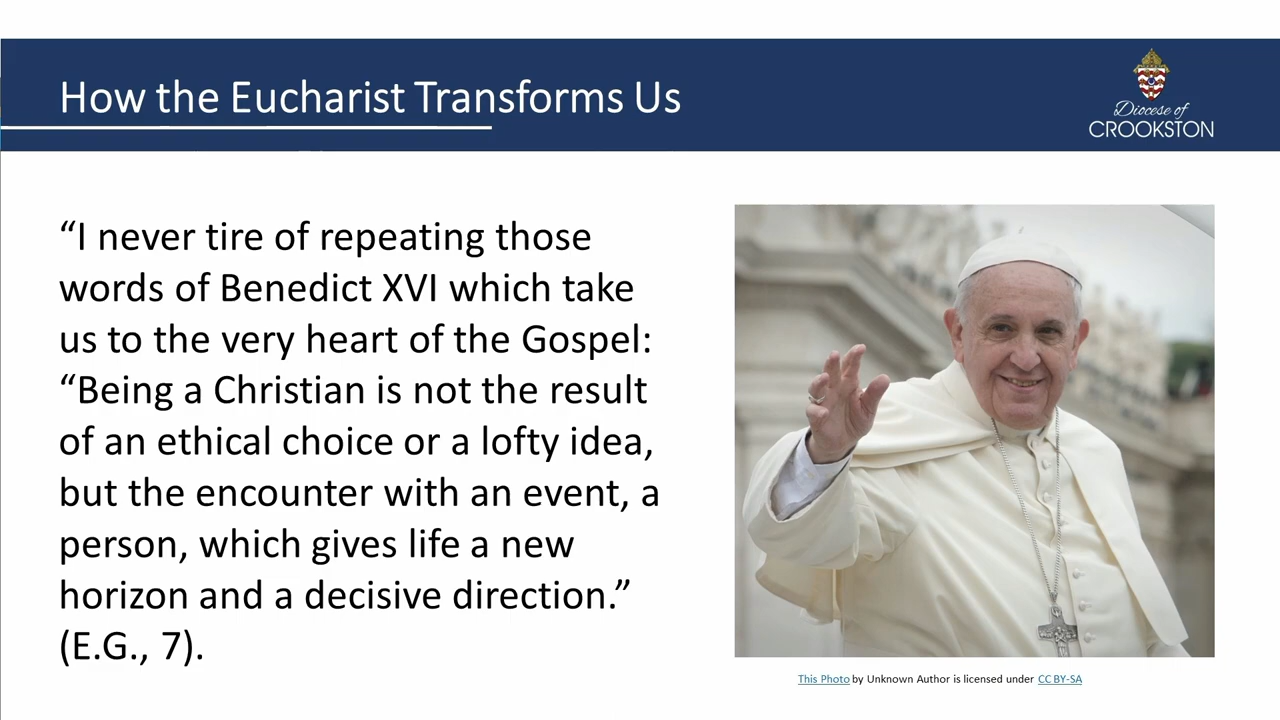 How the Eucharist Transforms Us
Diocese of
CROOKSTON
“I never tire of repeating those
words of Benedict XVI which take
us to the very heart of the Gospel:
“Being a Christian is not the result
of an ethical choice or a lofty idea,
but the encounter with an event, a
person, which gives life a new
horizon and a decisive direction.”
(E.G., 7).
This Photo by Unknown Author is licensed under CC BY-SA